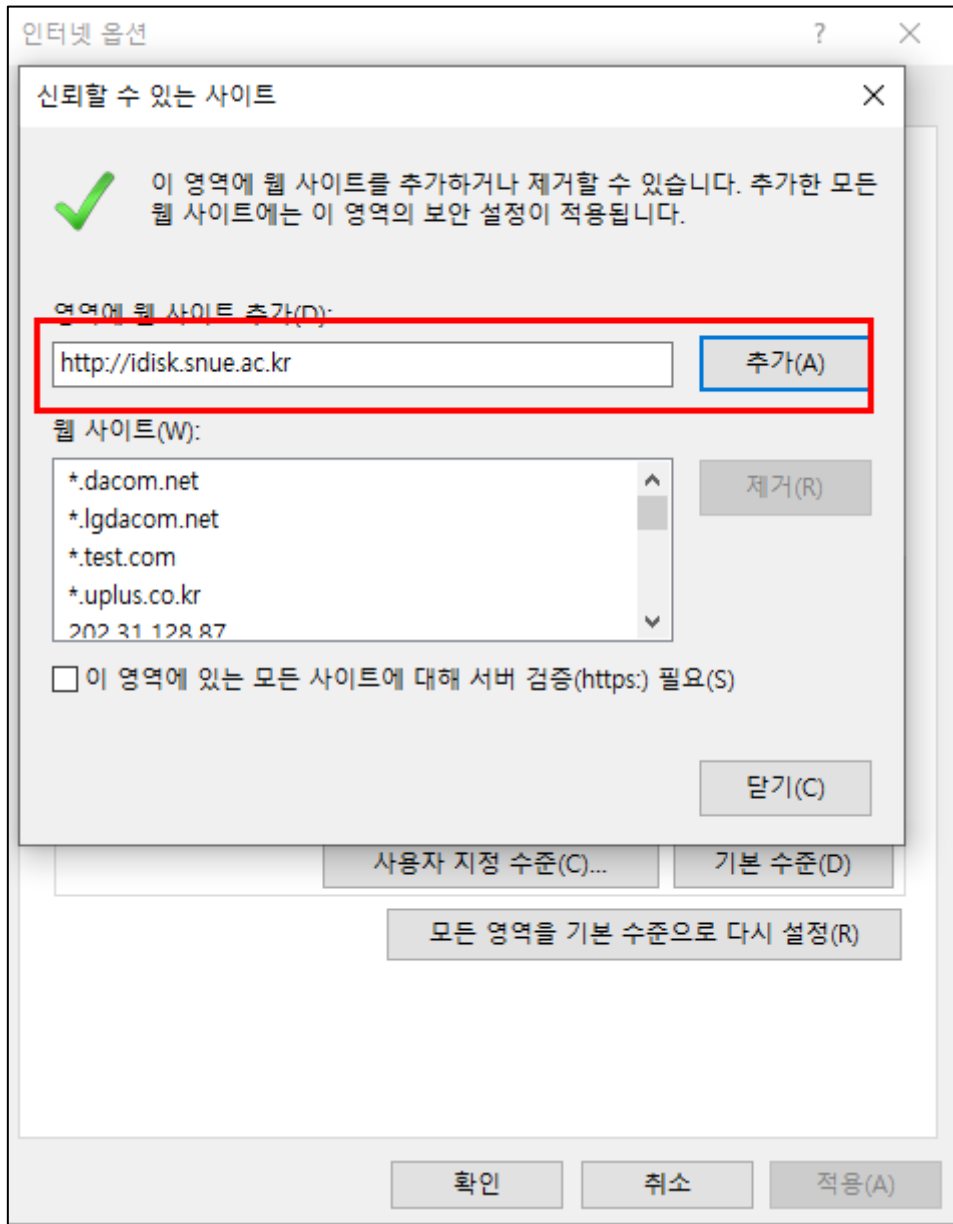 인터넷 옵션
신뢰할 수 있는 사이트
이 영역에 웹 사이트를 추가하거나 제거할 수 있습니다. 추가한 모든
웹 사이트에는 이 영역의 보안 설정이 적용됩니다.
영역에 웹 사이트 추가(D):
http://idisk.snue.ac.kr 추가(A)
웹 사이트(W):
*.dacom.net 제거(R)
*.lgdacom.net
*.test.com
*.uplus.co.kr
202.31.128.87
이 영역에 있는 모든 사이트에 대해 서버 검증(https:) 필요(S)
닫기(C)
사용자 지정 수준(C)... 기본 수준(D)
모든 영역을 기본 수준으로 다시 설정(R)
확인 취소 적용(A)